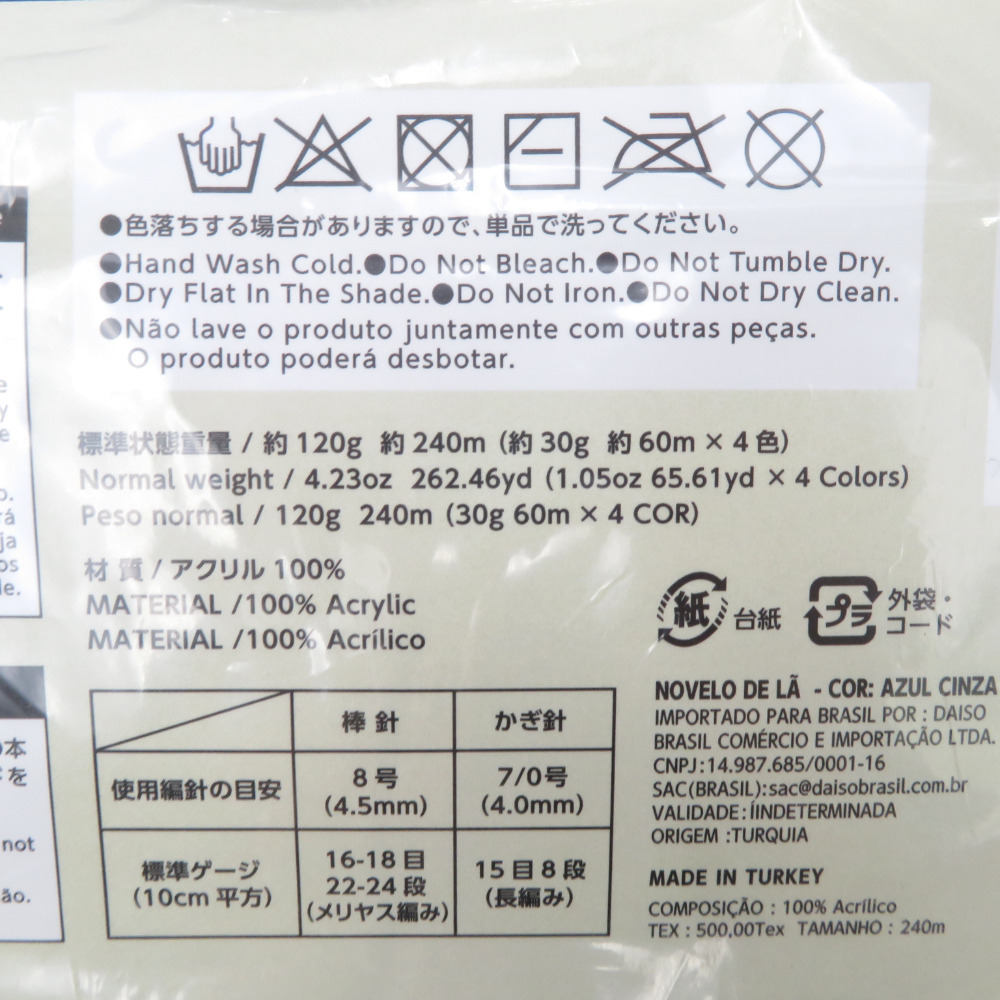 ●色落ちする場合がありますので、単品で洗ってください。
●Hand Wash Cold.●Do Not Bleach.●Do Not Tumble Dry.
●Dry Flat In The Shade.●Do Not Iron.●Do Not Dry Clean.
●Não lave o produto juntamente com outras peças.
O produto poderá desbotar.
標準状態重量 / 約120g 約240m (約30g 約60m × 4色)
Normal weight / 4.23oz 262.46yd (1.05oz 65.61yd × 4 Colors)
Peso normal / 120g 240m (30g 60m × 4 COR)
材 質 / アクリル 100%
MATERIAL /100% Acrylic
MATERIAL /100% Acrílico
紙 台紙
プラ 外袋・
コード
棒 針 かぎ針
使用編針の目安 8号 (4.5mm) 7/0号 (4.0mm)
標準ゲージ (10cm 平方) 16-18目 22-24段 (メリヤス編み) 15目8段 (長編み)
NOVELO DE LÃ - COR: AZUL CINZA
IMPORTADO PARA BRASIL POR : DAISO
BRASIL COMÉRCIO E IMPORTAÇÃO LTDA.
CNPJ:14.987.685/0001-16
SAC(BRASIL):sac@daisobrasil.com.br
VALIDADE:ÍINDETERMINADA
ORIGEM :TURQUIA
MADE IN TURKEY
COMPOSIÇÃO : 100% Acrílico
TEX : 500,00Tex TAMANHO : 240m
本
を
not
ão.